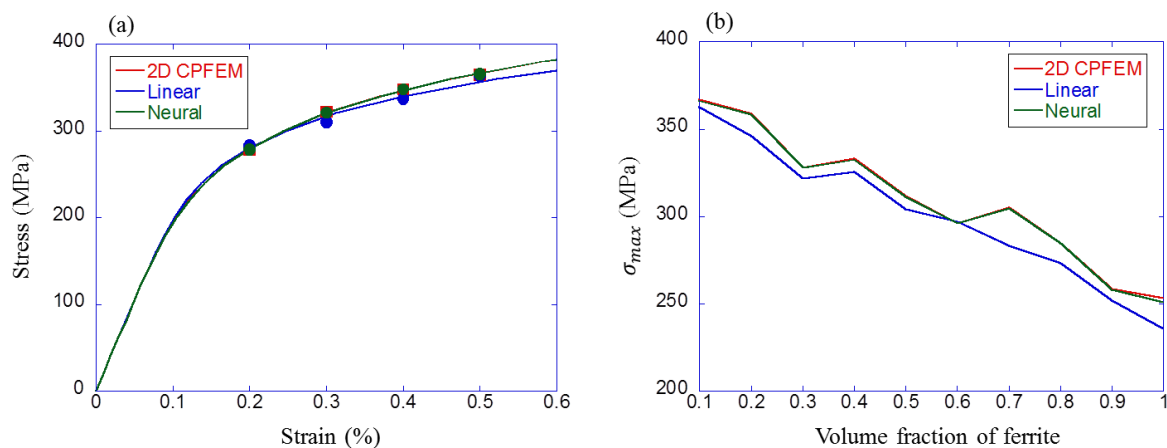 (a)
400
300
200
100
0
Stress (MPa)
2D CPFEM
Linear
Neural
0 0.1 0.2 0.3 0.4 0.5 0.6
Strain (%)
(b)
400
350
300
250
200
σmax (MPa)
2D CPFEM
Linear
Neural
0.1 0.2 0.3 0.4 0.5 0.6 0.7 0.8 0.9 1
Volume fraction of ferrite